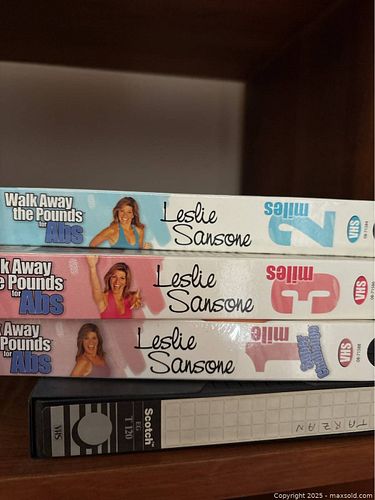 Walk Away
the Pounds
for Abs
Leslie
Sansone
2
miles
VHS
k Away
e Pounds
for Abs
Leslie
Sansone
3
miles
VHS
Away
Pounds
for Abs
Leslie
Sansone
1
mile
VHS
Scotch
EG
T 120
VHS
TARZAN
Copyright 2025 - maxsold.com